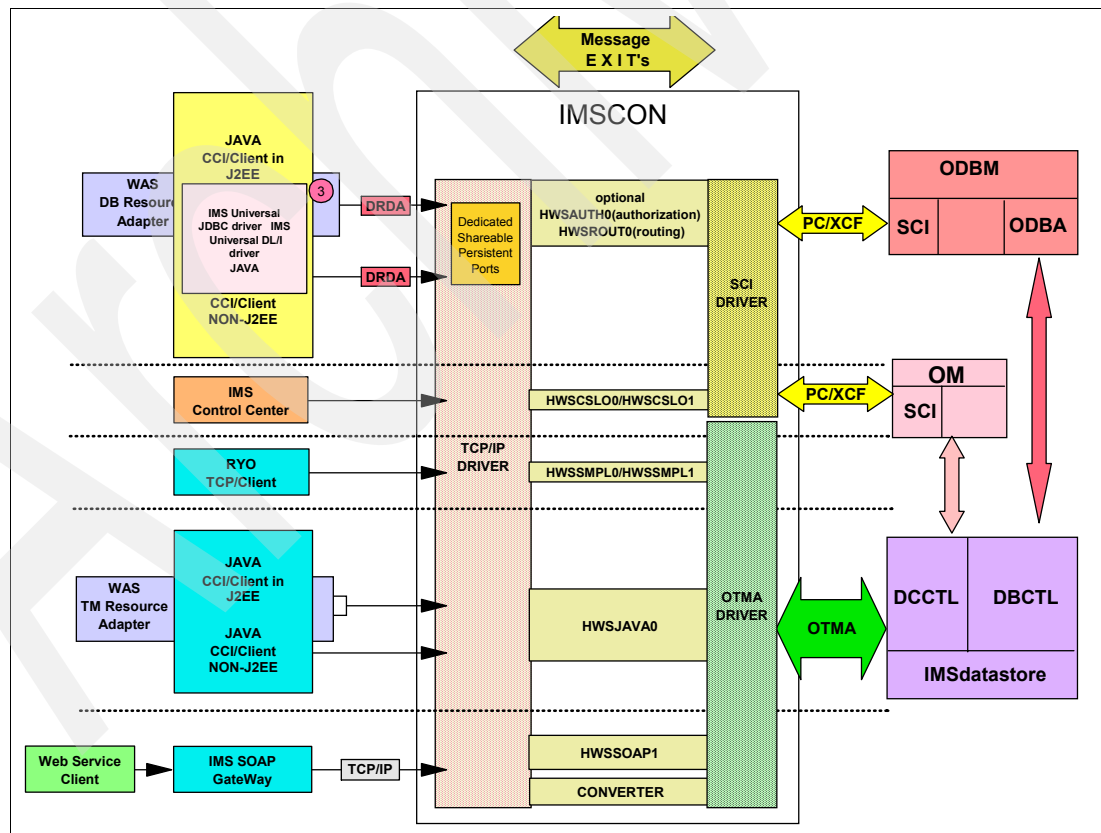 Message
E X I T's
IMSCON
JAVA
CCI/Client in
J2EE
3
WAS
DB Resource
Adapter
IMS Universal
JDBC driver IMS
Universal DL/I
driver
JAVA
CCI/Client
NON-J2EE
DRDA
DRDA
Dedicated
Shareable
Persistent
Ports
optional
HWSAUTH0(authorization)
HWSROUT0(routing)
SCI
DRIVER
PC/XCF
ODBM
SCI
ODBA
IMS
Control Center
HWSCSLO0/HWSCSLO1
PC/XCF
OM
SCI
RYO
TCP/Client
TCP/IP
DRIVER
HWSSMPL0/HWSSMPL1
WAS
TM Resource
Adapter
JAVA
CCI/Client in
J2EE
JAVA
CCI/Client
NON-J2EE
HWSJAVA0
OTMA
DRIVER
OTMA
DCCTL
DBCTL
IMSdatastore
Web Service
Client
IMS SOAP
GateWay
TCP/IP
HWSSOAP1
CONVERTER